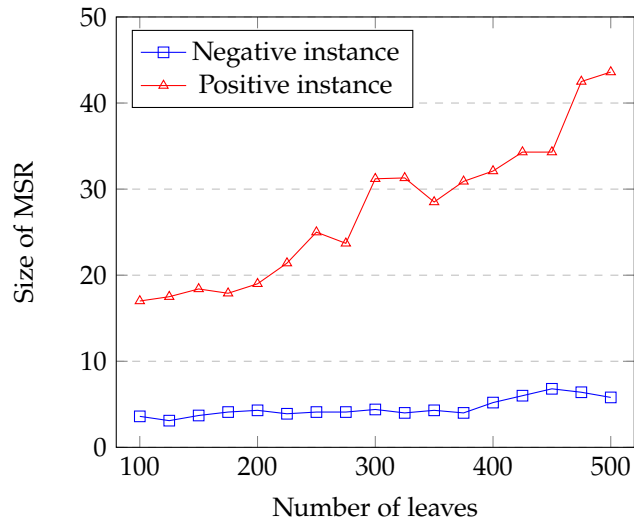 50
40
30
20
10
0
Size of MSR
Negative instance
Positive instance
100 200 300 400 500
Number of leaves